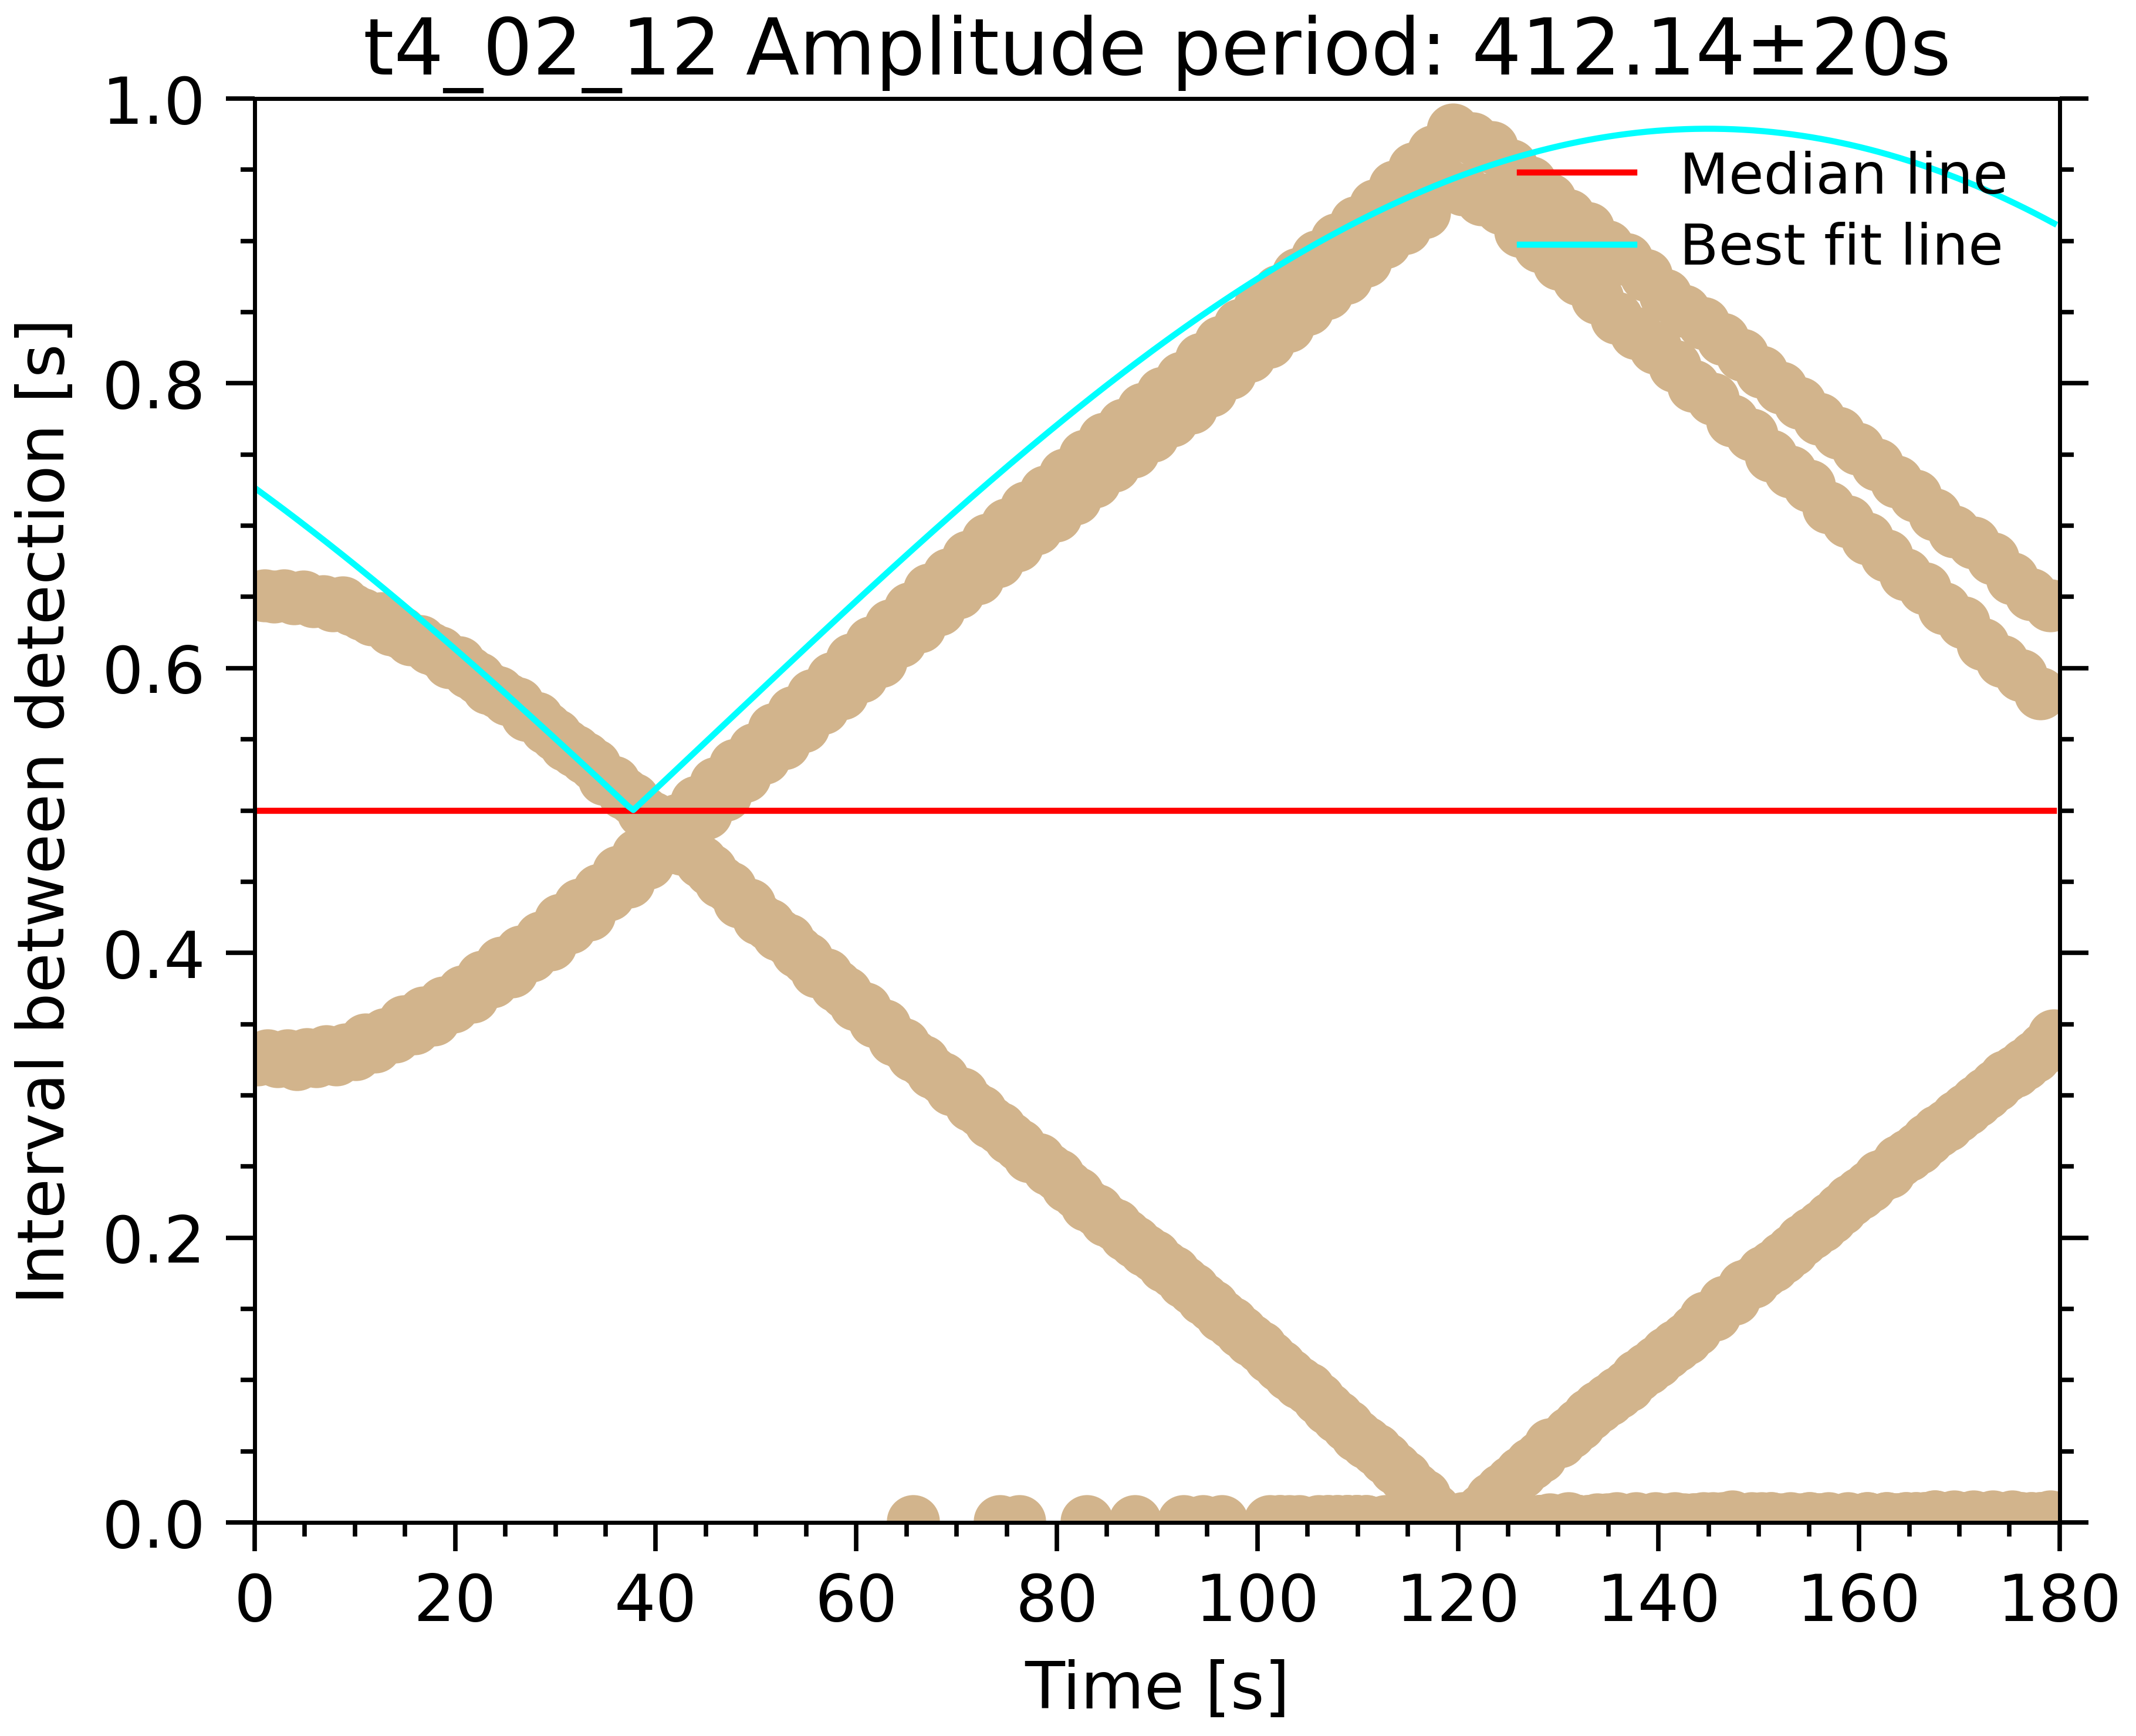 t4_02_12 Amplitude period: 412.14±20s
1.0
0.8
0.6
0.4
0.2
0.0
Interval between detection [s]
Median line
Best fit line
0 20 40 60 80 100 120 140 160 180
Time [s]